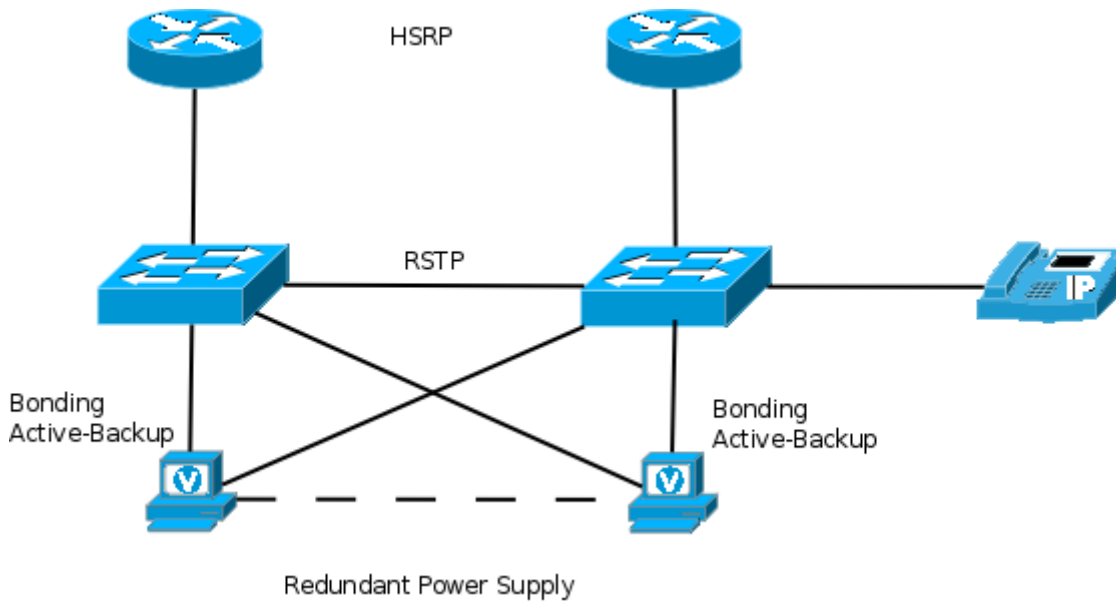 HSRP
RSTP
IP
Bonding
Active-Backup
Bonding
Active-Backup
V
V
Redundant Power Supply